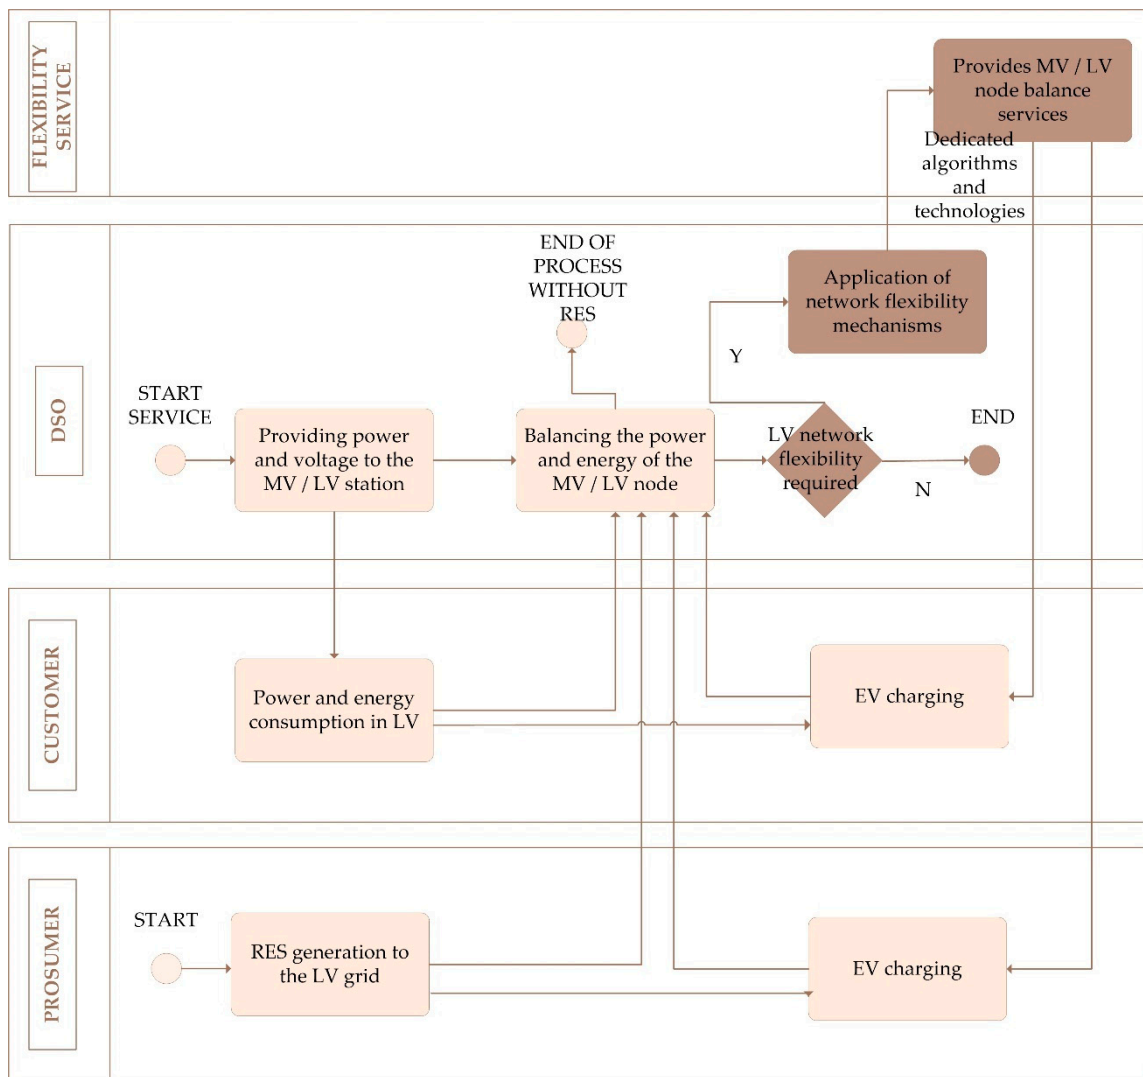 FLEXIBILITY
SERVICE
Provides MV / LV
node balance
services
Dedicated
algorithms
and
technologies
DSO
END OF
PROCESS
WITHOUT
RES
Application of
network flexibility
mechanisms
Y
START
SERVICE
Providing power
and voltage to the
MV / LV station
Balancing the power
and energy of the
MV / LV node
LV network
flexibility
required
END
N
CUSTOMER
Power and energy
consumption in LV
EV charging
PROSUMER
START
RES generation to
the LV grid
EV charging